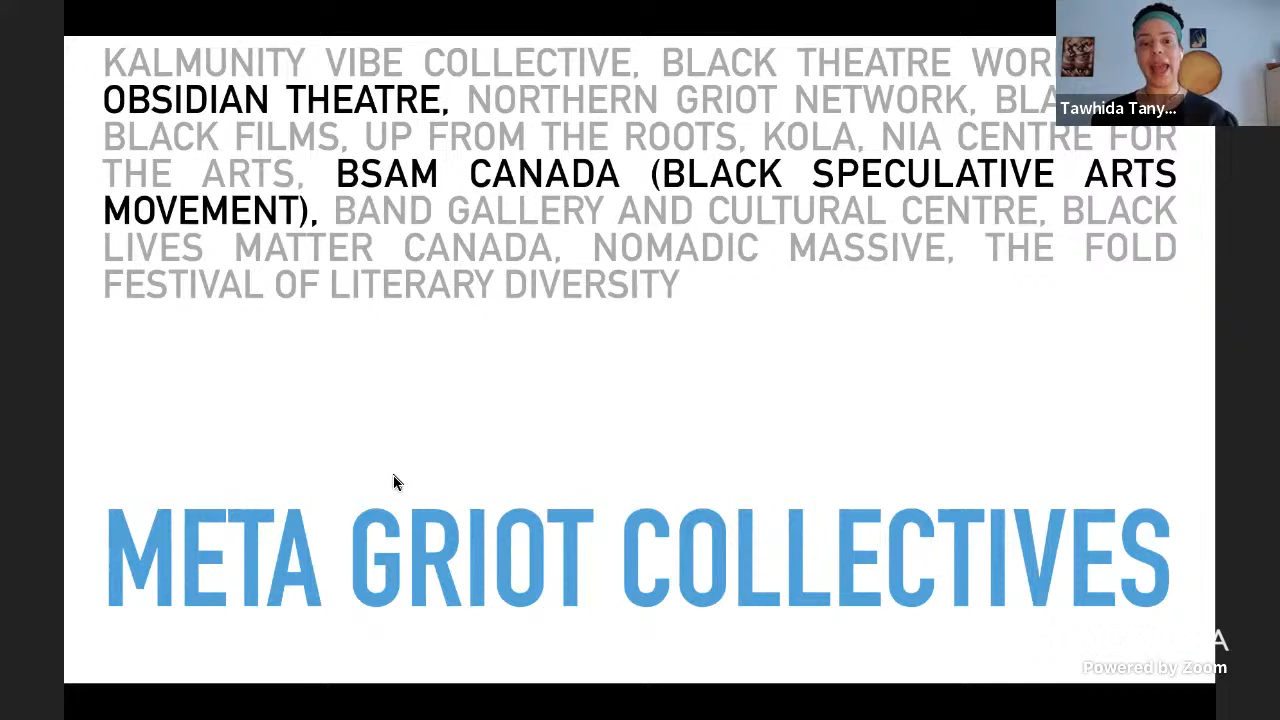 KALMUNITY VIBE COLLECTIVE, BLACK THEATRE
OBSIDIAN THEATRE, NORTHERN GRIOT NETWORK,
BLACK FILMS, UP FROM THE ROOTS, KOLA, NIA CENTRE FOR
THE ARTS, BSAM CANADA (BLACK SPECULATIVE ARTS
MOVEMENT), BAND GALLERY AND CULTURAL CENTRE, BLACK
LIVES MATTER CANADA, NOMADIC MASSIVE, THE FOLD
FESTIVAL OF LITERARY DIVERSITY
Tawhida Tany...
META GRIOT COLLECTIVES
Powered by Zoom